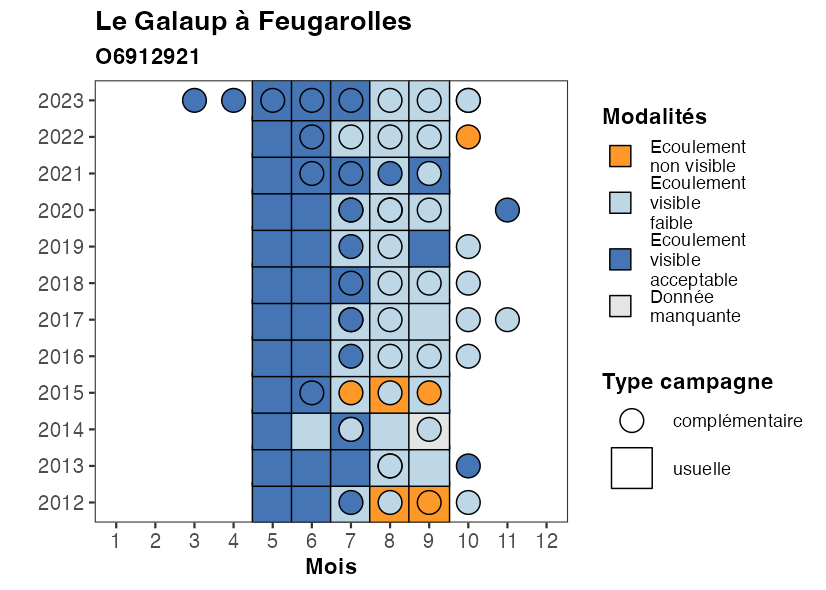 Le Galaup à Feugarolles
O6912921
2023
2022
2021
2020
2019
2018
2017
2016
2015
2014
2013
2012
1 2 3 4 5 6 7 8 9 10 11 12
Mois
Modalités
Ecoulement
non visible
Ecoulement
visible
faible
Ecoulement
visible
acceptable
Donnée
manquante
Type campagne
complémentaire
usuelle